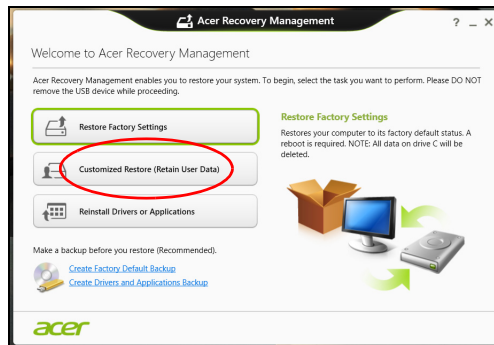 Acer Recovery Management
Welcome to Acer Recovery Management
Acer Recovery Management enables you to restore your system. To begin, select the task you want to perform. Please DO NOT
remove the USB device while proceeding.
Restore Factory Settings
Customized Restore (Retain User Data)
Reinstall Drivers or Applications
Restore Factory Settings
Restores your computer to its factory default status. A
reboot is required. NOTE: All data on drive C will be
deleted.
Make a backup before you restore (Recommended).
Create Factory Default Backup
Create Drivers and Applications Backup
acer